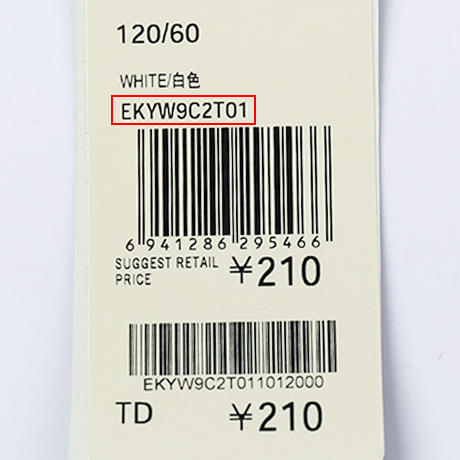 120/60
WHITE/白色
EKYW9C2T01
6 941286 295466
SUGGEST RETAIL PRICE ¥210
EKYW9C2T011012000
TD ¥210